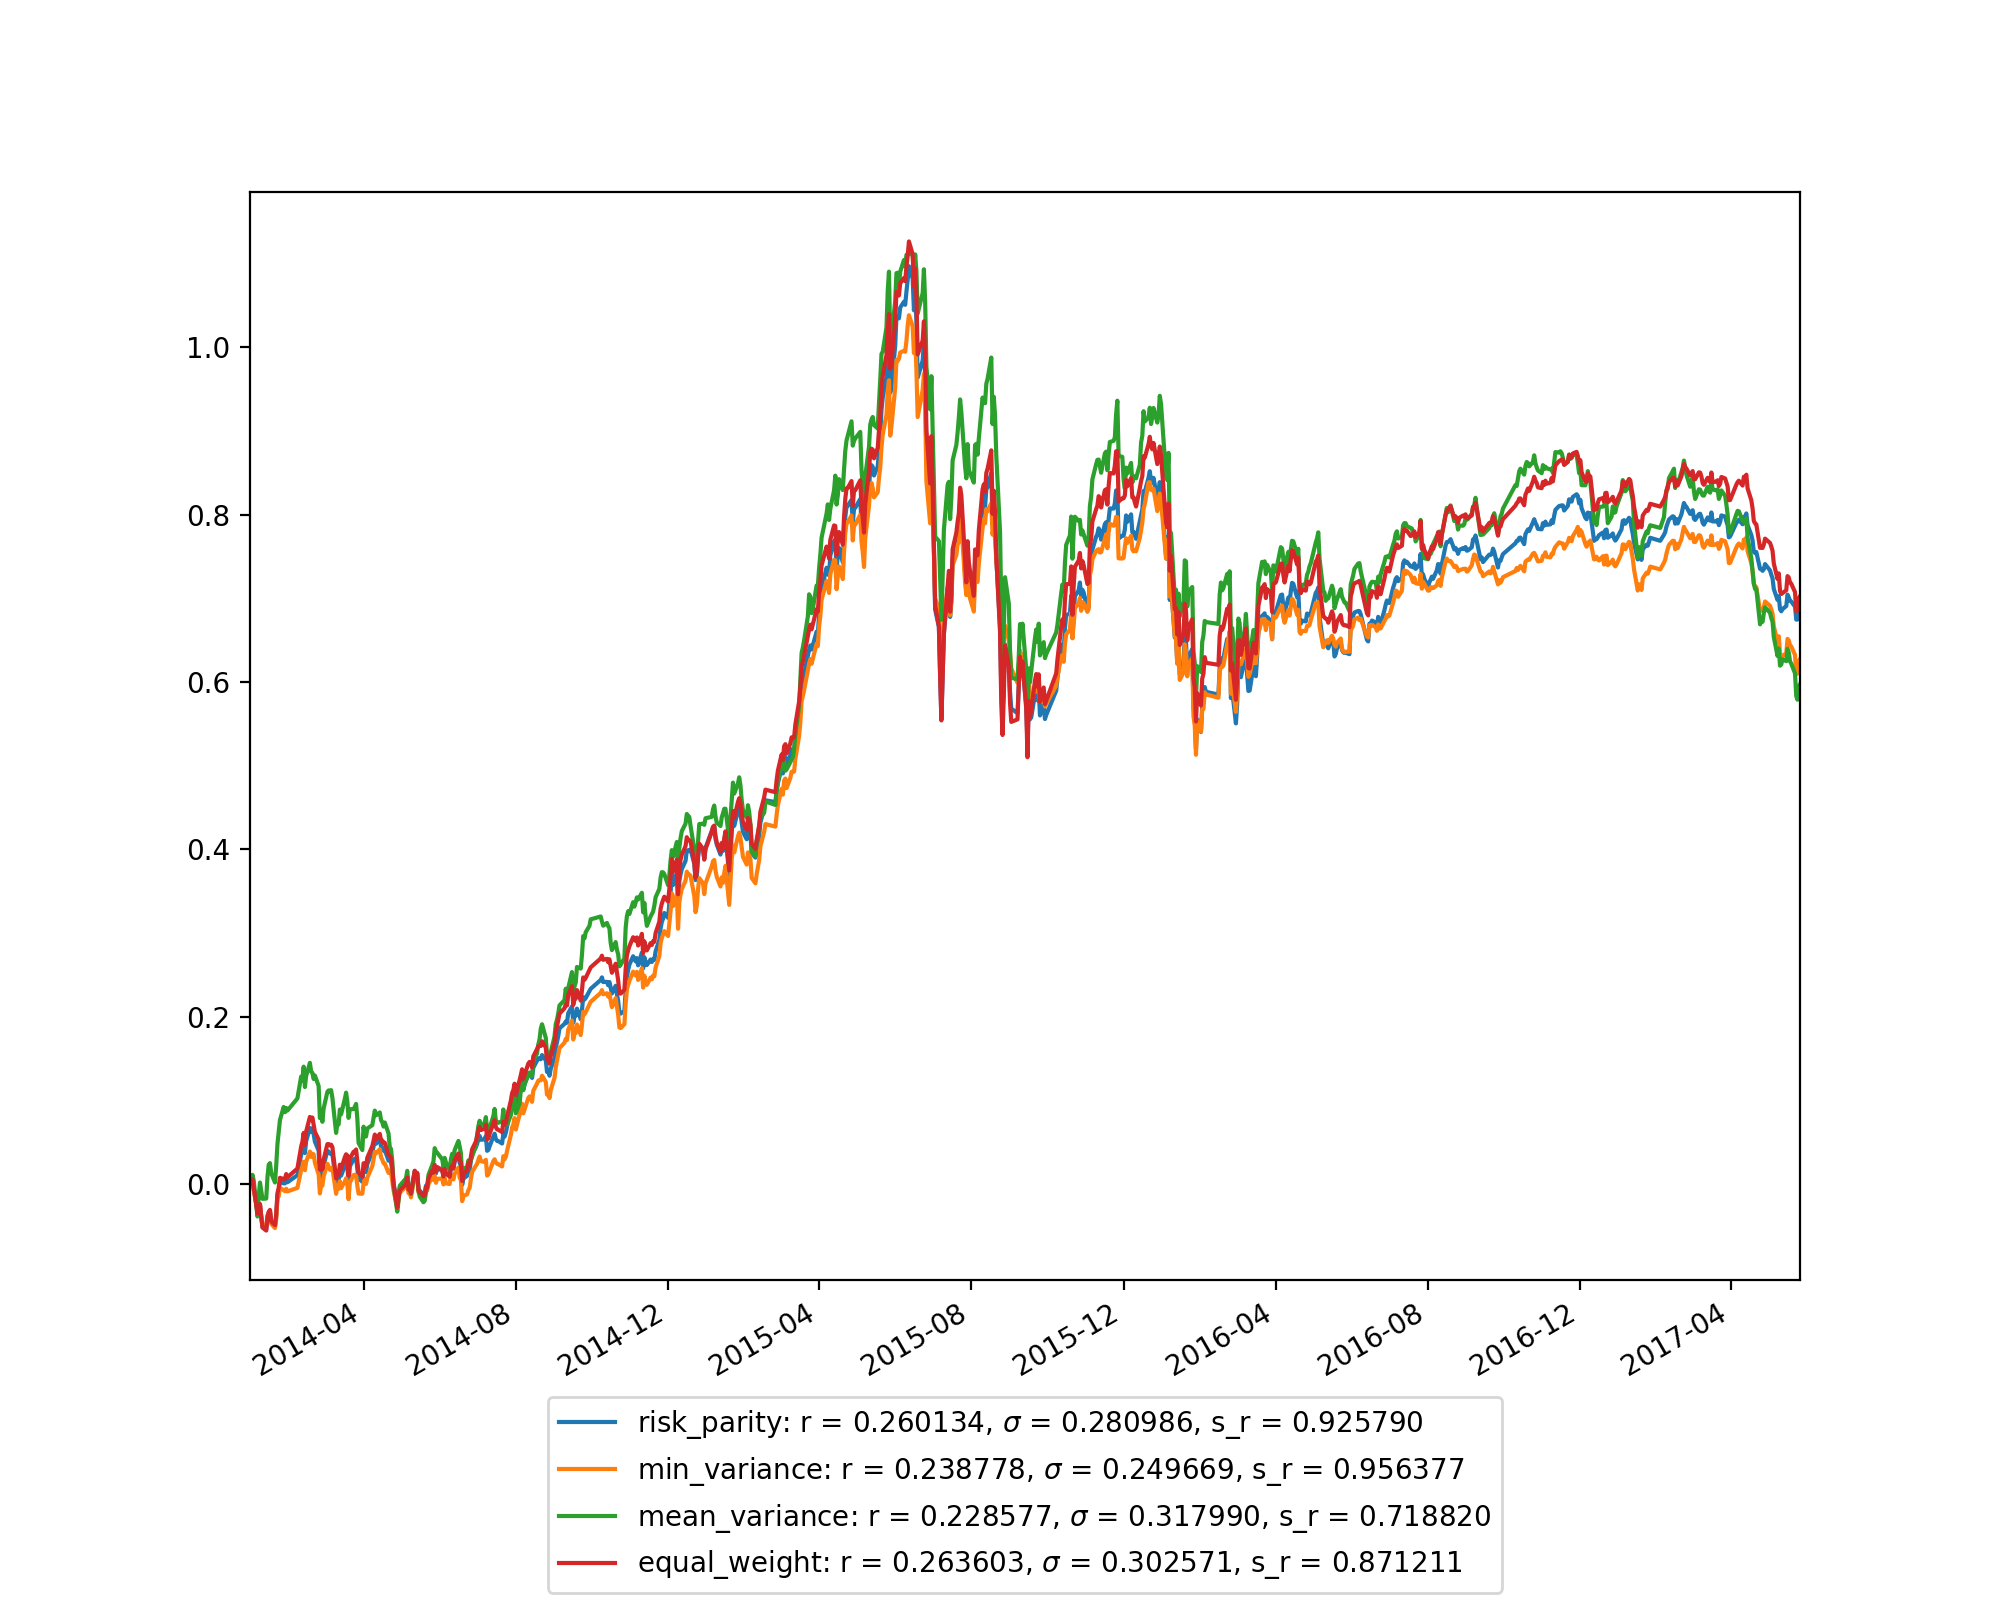 1.0
0.8
0.6
0.4
0.2
0.0
2014-04 2014-08 2014-12 2015-04 2015-08 2015-12 2016-04 2016-08 2016-12 2017-04
risk_parity: r = 0.260134, σ = 0.280986, s_r = 0.925790
min_variance: r = 0.238778, σ = 0.249669, s_r = 0.956377
mean_variance: r = 0.228577, σ = 0.317990, s_r = 0.718820
equal_weight: r = 0.263603, σ = 0.302571, s_r = 0.871211